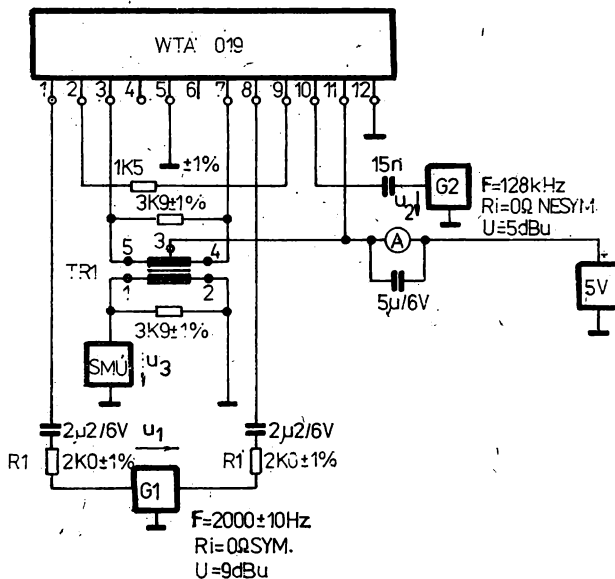 WTA 019
1 2 3 4 5 6 7 8 9 10 11 12
1K5
±1%
15n
G2
F=128kHz
Ri=0Ω NESYM.
U=5dBu
u2
3K9±1%
A
5 3 4
TR1
1 2
5µ/6V
5V
3K9±1%
SMÚ
u3
2µ2/6V
u1
2µ2/6V
R1
2K0±1%
R1
2K0±1%
G1
F=2000±10Hz
Ri=0ΩSYM.
U=9dBu